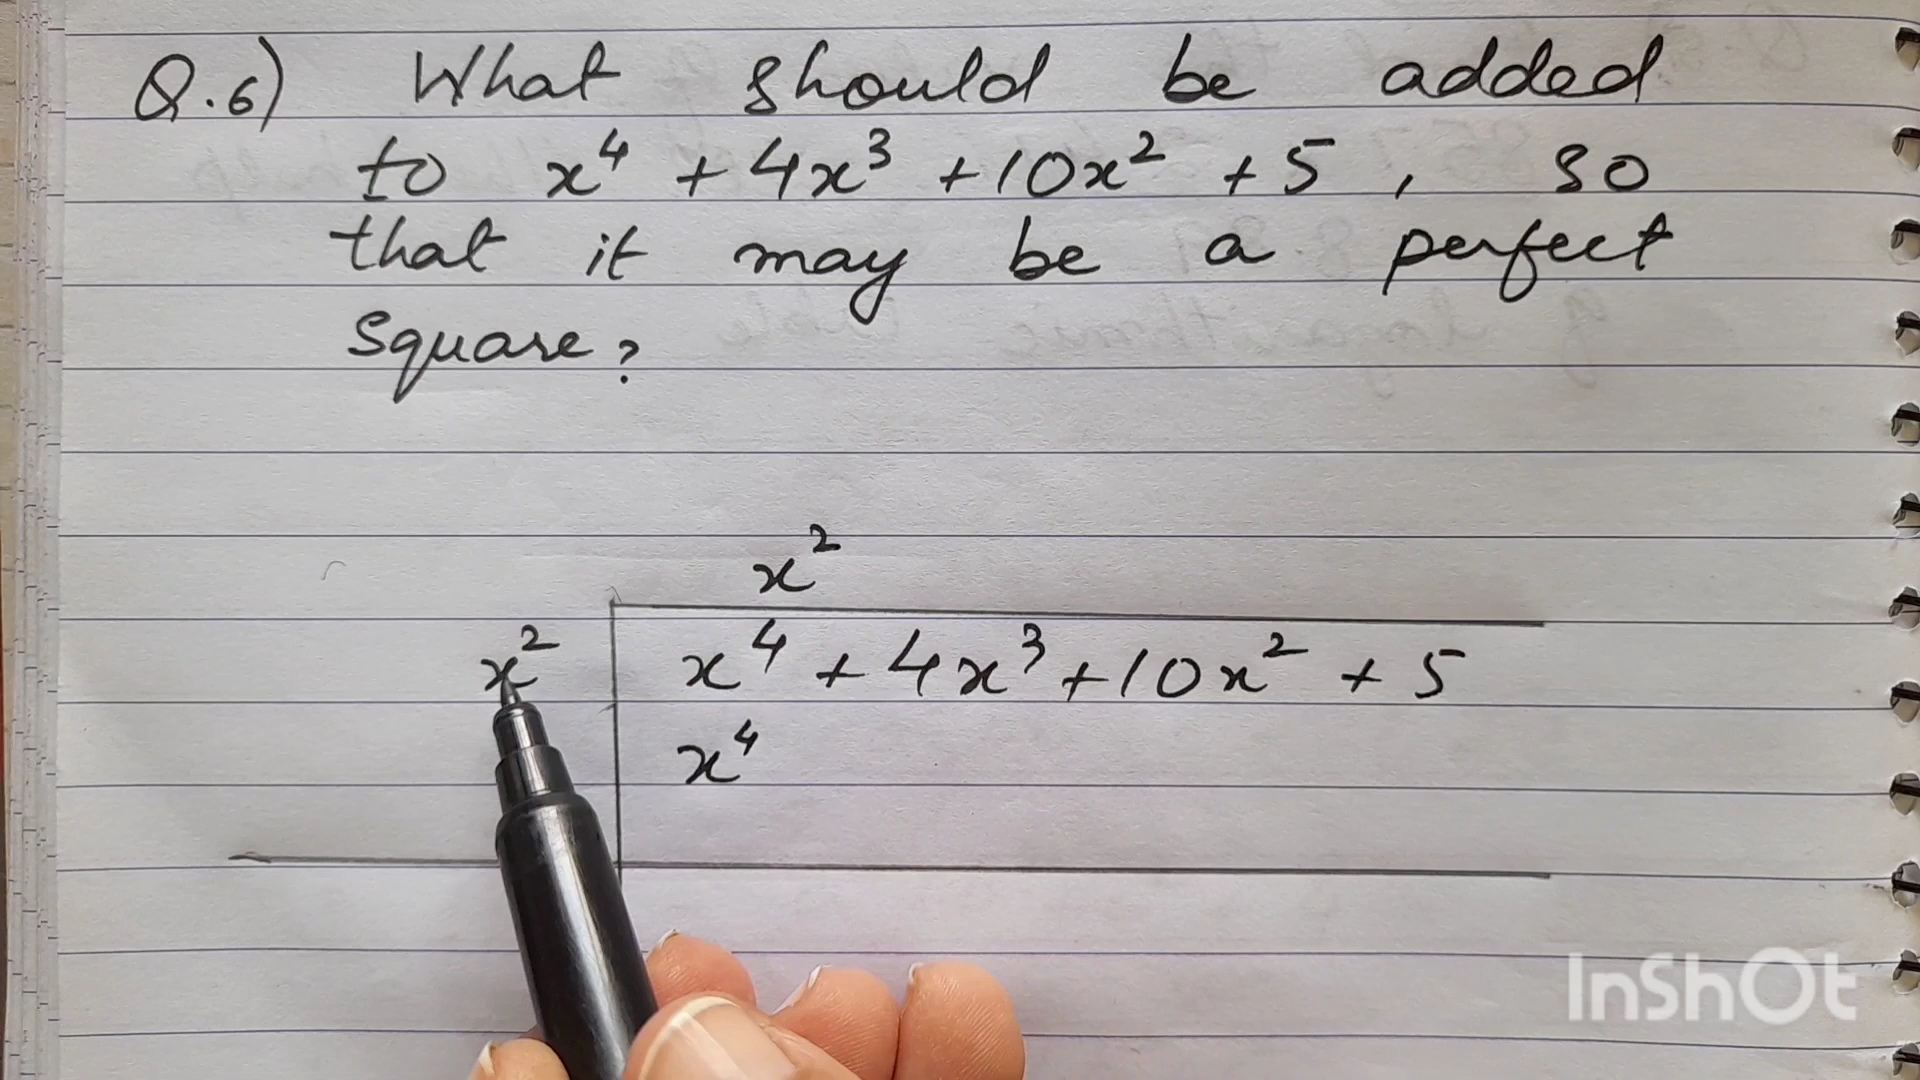 Q.6) What should be added
to x⁴ + 4x³ + 10x² + 5 , so
that it may be a perfect
square?
x²
x² x⁴ + 4x³ + 10x² + 5
x⁴
InShOt